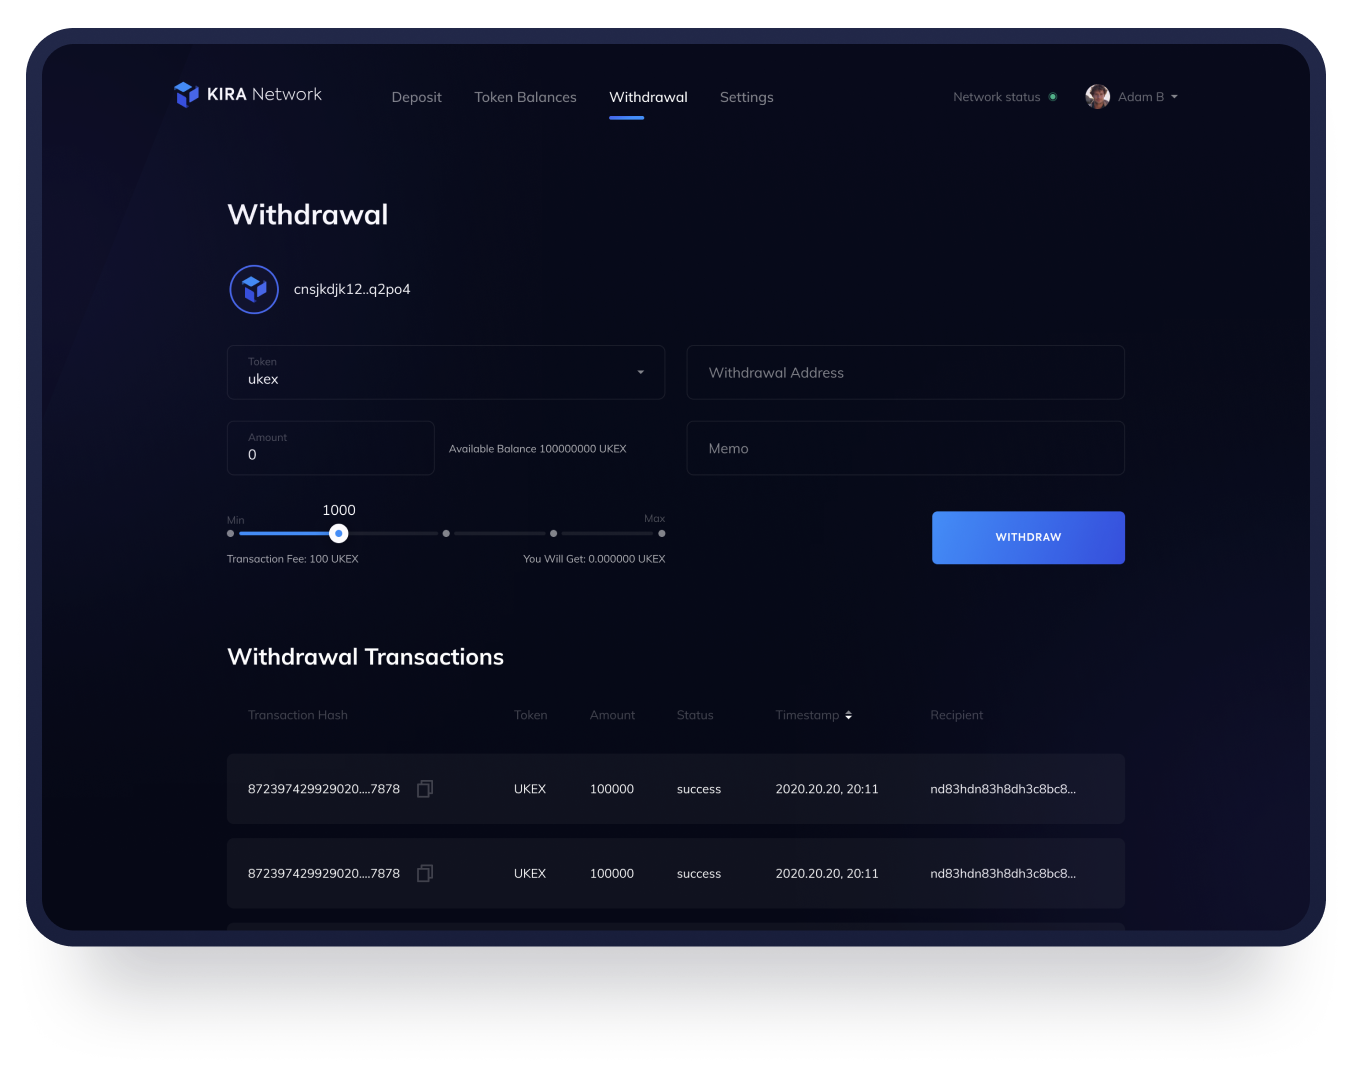 KIRA Network
Deposit
Token Balances
Withdrawal
Settings
Network status
Adam B
Withdrawal
cnsjkdjk12..q2po4
Token
ukex
Withdrawal Address
Amount
0
Available Balance 100000000 UKEX
Memo
1000
Min
Max
Transaction Fee: 100 UKEX
You Will Get: 0.000000 UKEX
WITHDRAW
Withdrawal Transactions
Transaction Hash Token Amount Status Timestamp Recipient
872397429929020....7878 UKEX 100000 success 2020.20.20, 20:11 nd83hdn83h8dh3c8bc8...
872397429929020....7878 UKEX 100000 success 2020.20.20, 20:11 nd83hdn83h8dh3c8bc8...